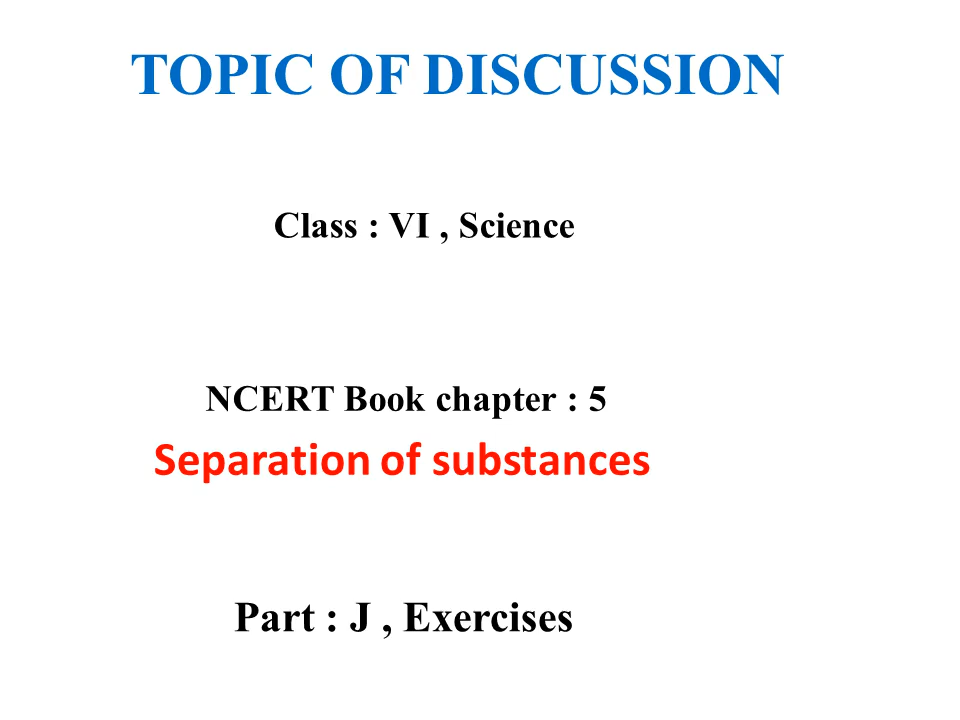 TOPIC OF DISCUSSION
Class : VI , Science
NCERT Book chapter : 5
Separation of substances
Part : J , Exercises